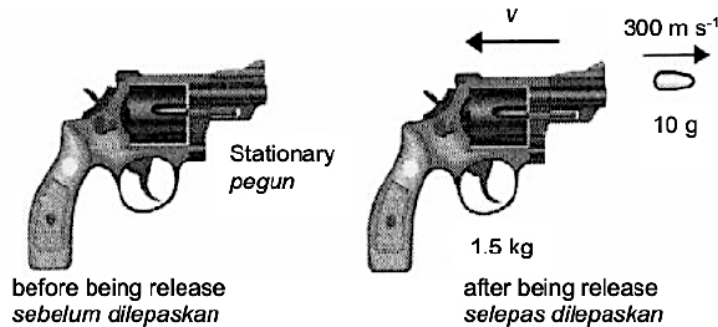 v
300 m s⁻¹
10 g
Stationary
pegun
1.5 kg
before being release
sebelum dilepaskan
after being release
selepas dilepaskan